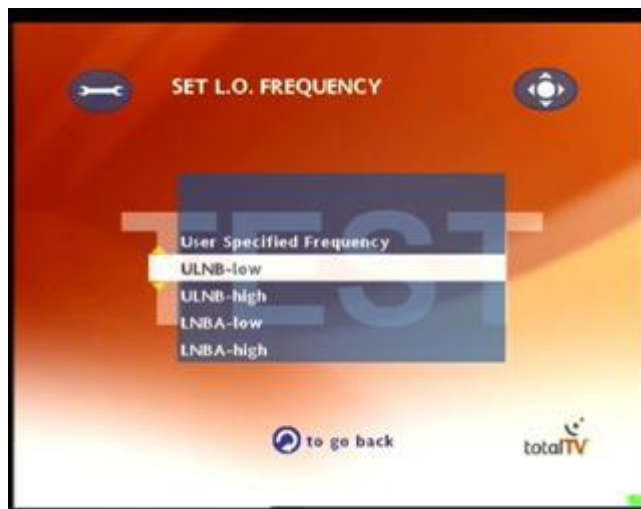 SET L.O. FREQUENCY
TEST
User Specified Frequency
ULNB-low
ULNB-high
LNBA-low
LNBA-high
to go back
totalTV